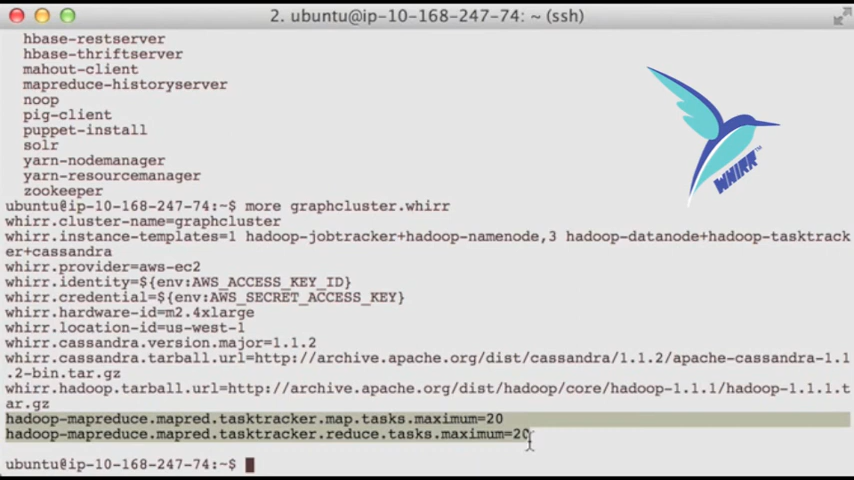 2. ubuntu@ip-10-168-247-74: ~ (ssh)
hbase-restserver
hbase-thriftserver
mahout-client
mapreduce-historyserver
noop
pig-client
puppet-install
solr
yarn-nodemanager
yarn-resourcemanager
zookeeper
WHIRR™
ubuntu@ip-10-168-247-74:~$ more graphcluster.whirr
whirr.cluster-name=graphcluster
whirr.instance-templates=1 hadoop-jobtracker+hadoop-namenode,3 hadoop-datanode+hadoop-tasktrack
er+cassandra
whirr.provider=aws-ec2
whirr.identity=${env:AWS_ACCESS_KEY_ID}
whirr.credential=${env:AWS_SECRET_ACCESS_KEY}
whirr.hardware-id=m2.4xlarge
whirr.location-id=us-west-1
whirr.cassandra.version.major=1.1.2
whirr.cassandra.tarball.url=http://archive.apache.org/dist/cassandra/1.1.2/apache-cassandra-1.1
.2-bin.tar.gz
whirr.hadoop.tarball.url=http://archive.apache.org/dist/hadoop/core/hadoop-1.1.1/hadoop-1.1.1.t
ar.gz
hadoop-mapreduce.mapred.tasktracker.map.tasks.maximum=20
hadoop-mapreduce.mapred.tasktracker.reduce.tasks.maximum=20
ubuntu@ip-10-168-247-74:~$